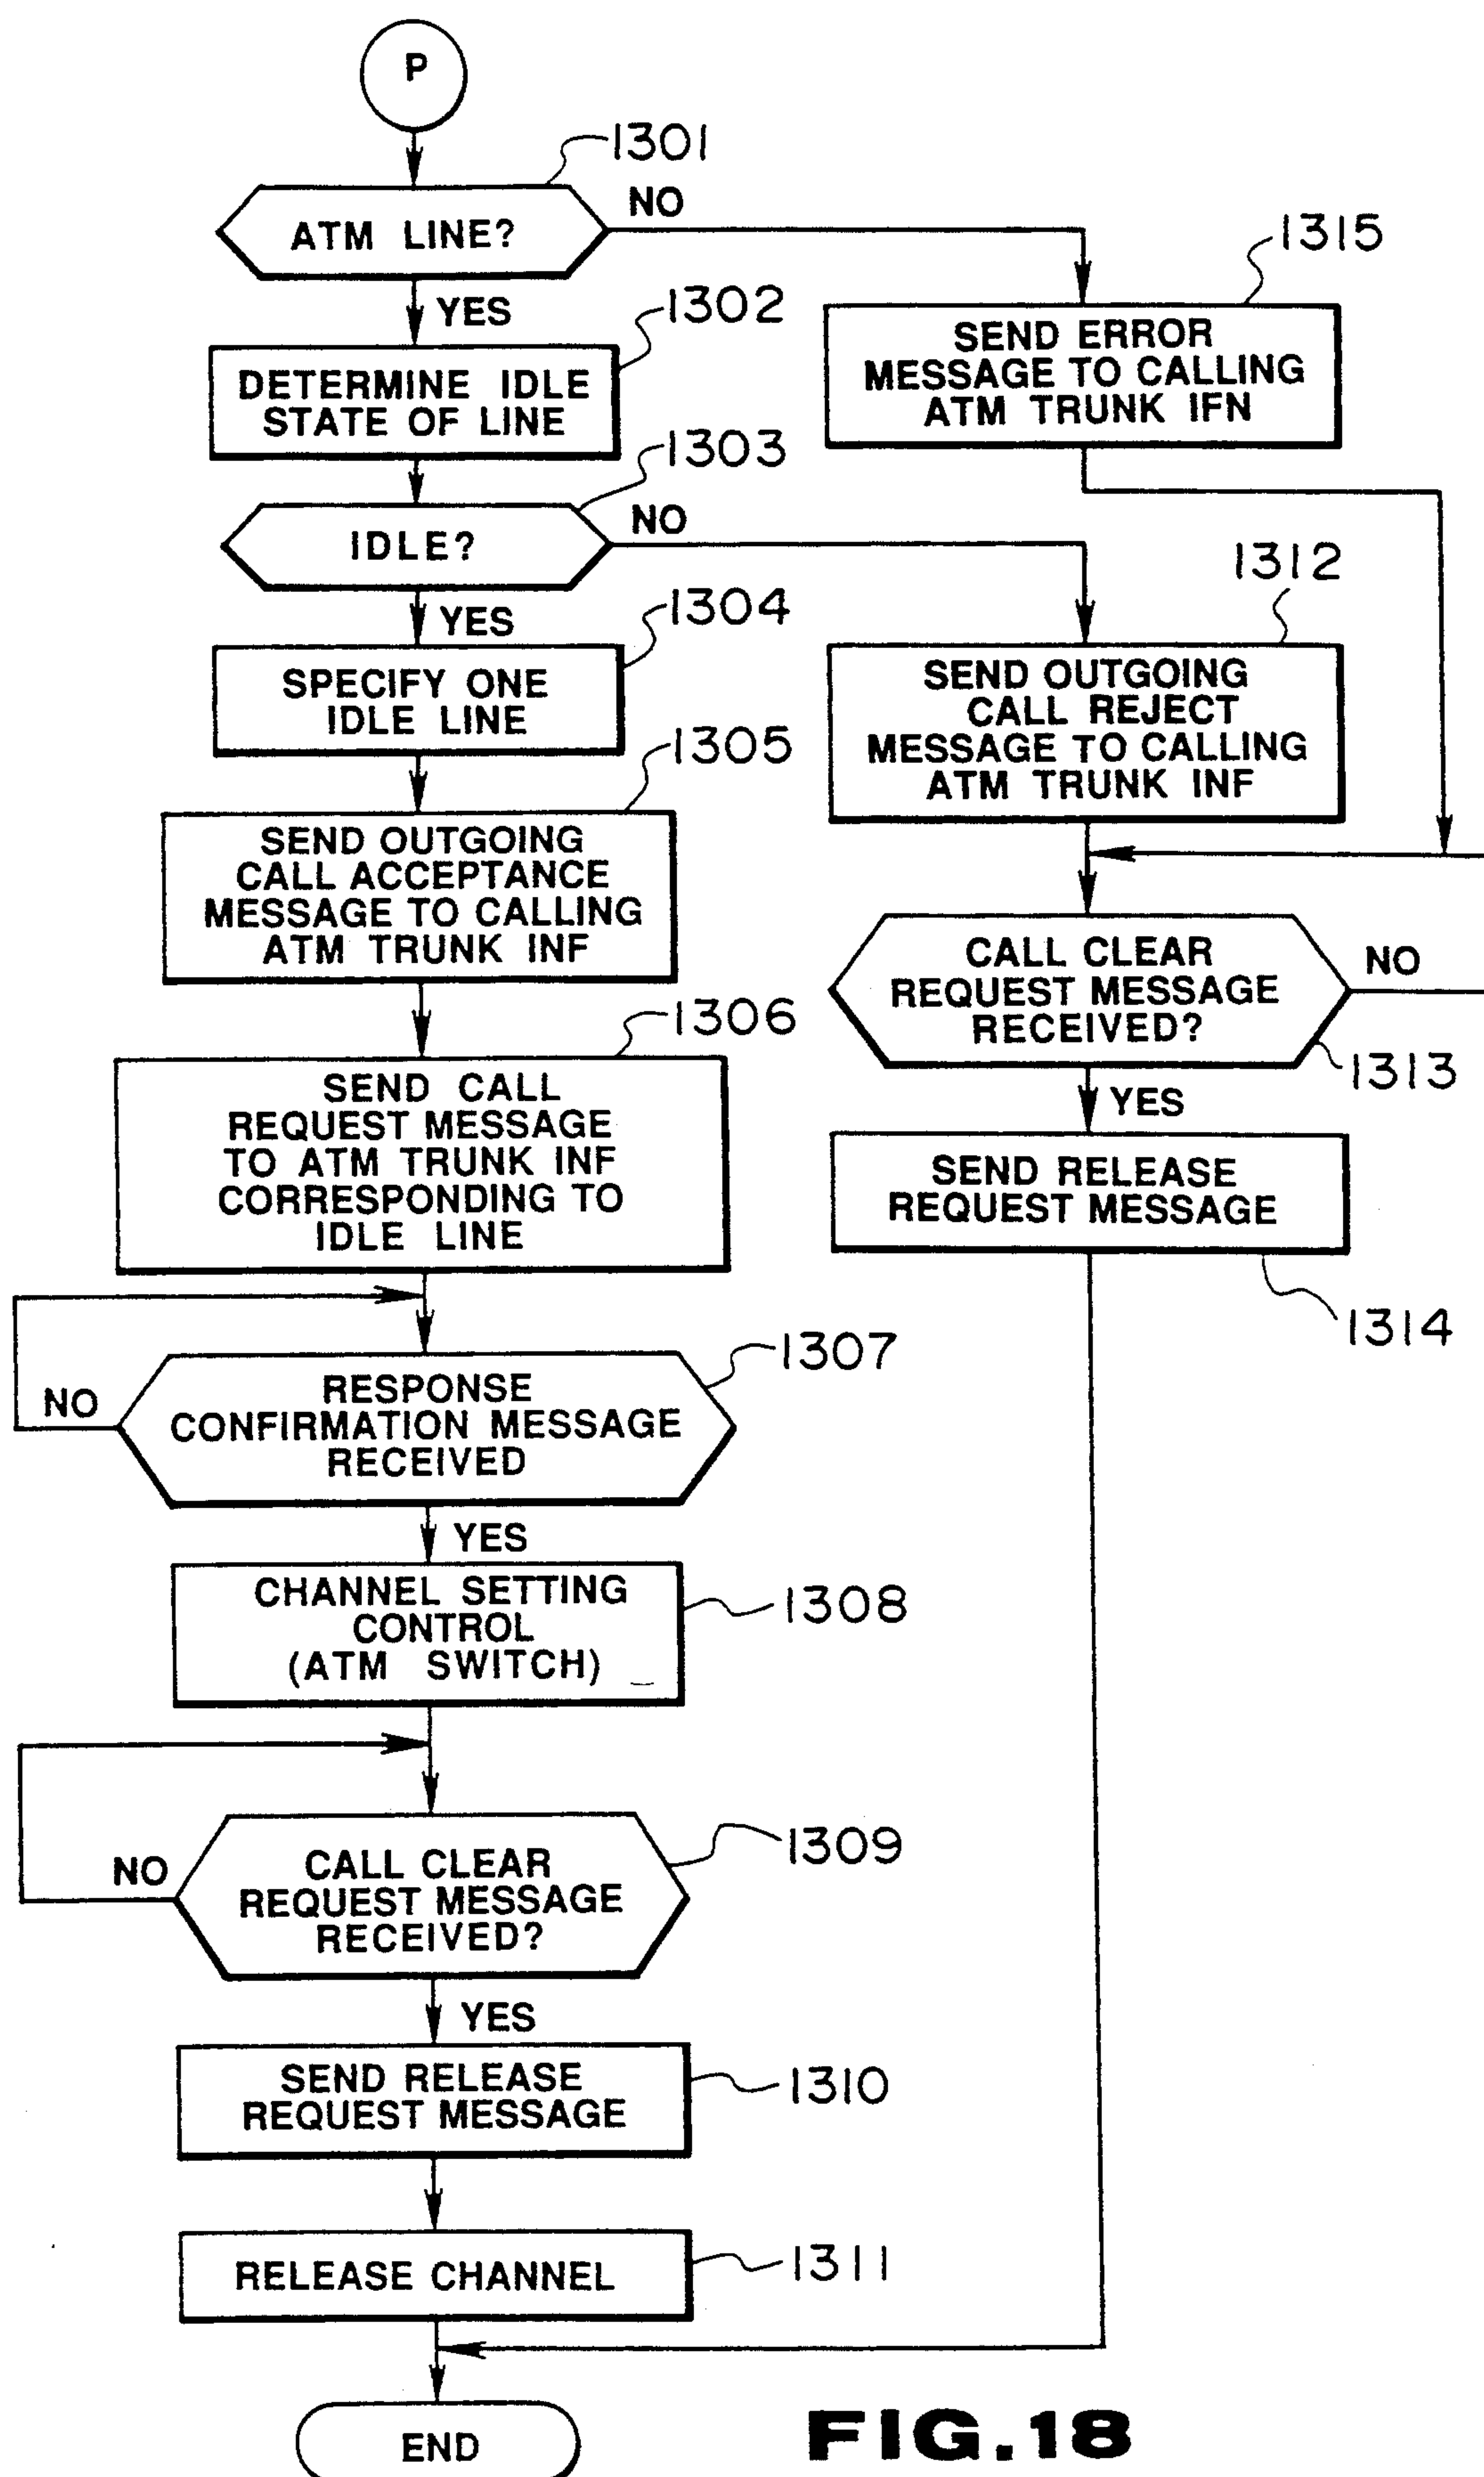 P
1301
ATM LINE?
NO
YES
1302
DETERMINE IDLE
STATE OF LINE
1315
SEND ERROR
MESSAGE TO CALLING
ATM TRUNK IFN
1303
IDLE?
NO
YES
1304
SPECIFY ONE
IDLE LINE
1312
SEND OUTGOING
CALL REJECT
MESSAGE TO CALLING
ATM TRUNK INF
1305
SEND OUTGOING
CALL ACCEPTANCE
MESSAGE TO CALLING
ATM TRUNK INF
CALL CLEAR
REQUEST MESSAGE
RECEIVED?
NO
1313
YES
1306
SEND CALL
REQUEST MESSAGE
TO ATM TRUNK INF
CORRESPONDING TO
IDLE LINE
SEND RELEASE
REQUEST MESSAGE
1314
1307
RESPONSE
CONFIRMATION MESSAGE
RECEIVED
NO
YES
CHANNEL SETTING
CONTROL
(ATM SWITCH)
1308
1309
CALL CLEAR
REQUEST MESSAGE
RECEIVED?
NO
YES
SEND RELEASE
REQUEST MESSAGE
1310
RELEASE CHANNEL
1311
END
FIG.18